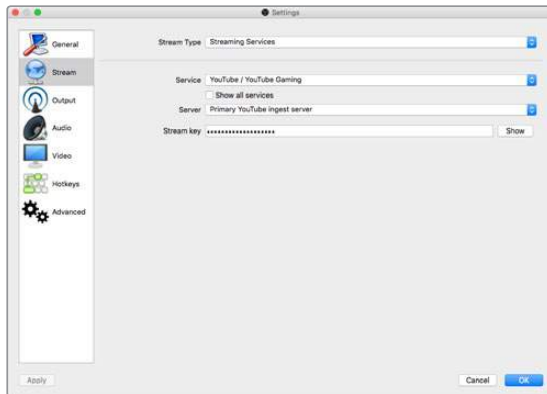 Settings
General
Stream
Output
Audio
Video
Hotkeys
Advanced
Stream Type Streaming Services
Service YouTube / YouTube Gaming
Show all services
Server Primary YouTube ingest server
Stream key •••••••••••••••••••
Show
Apply
Cancel
OK